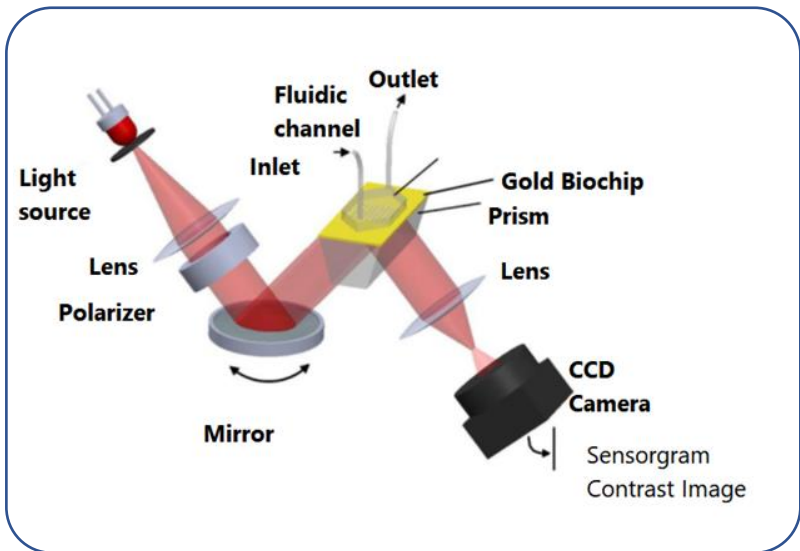 Outlet
Fluidic
channel
Inlet
Light
source
Gold Biochip
Prism
Lens
Lens
Polarizer
CCD
Camera
Mirror
Sensorgram
Contrast Image